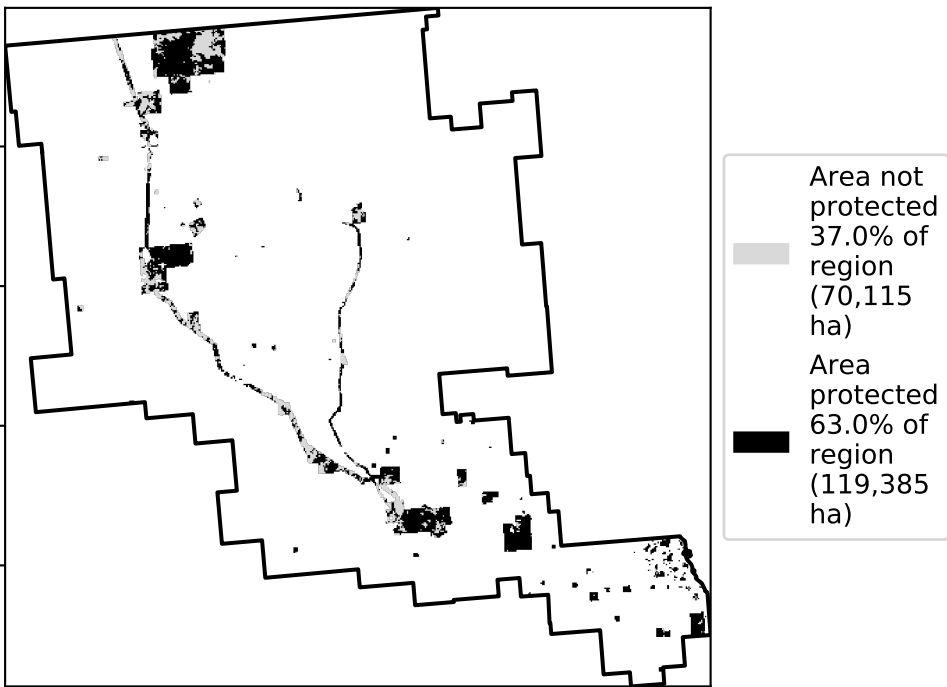 Area not
protected
37.0% of
region
(70,115
ha)
Area
protected
63.0% of
region
(119,385
ha)